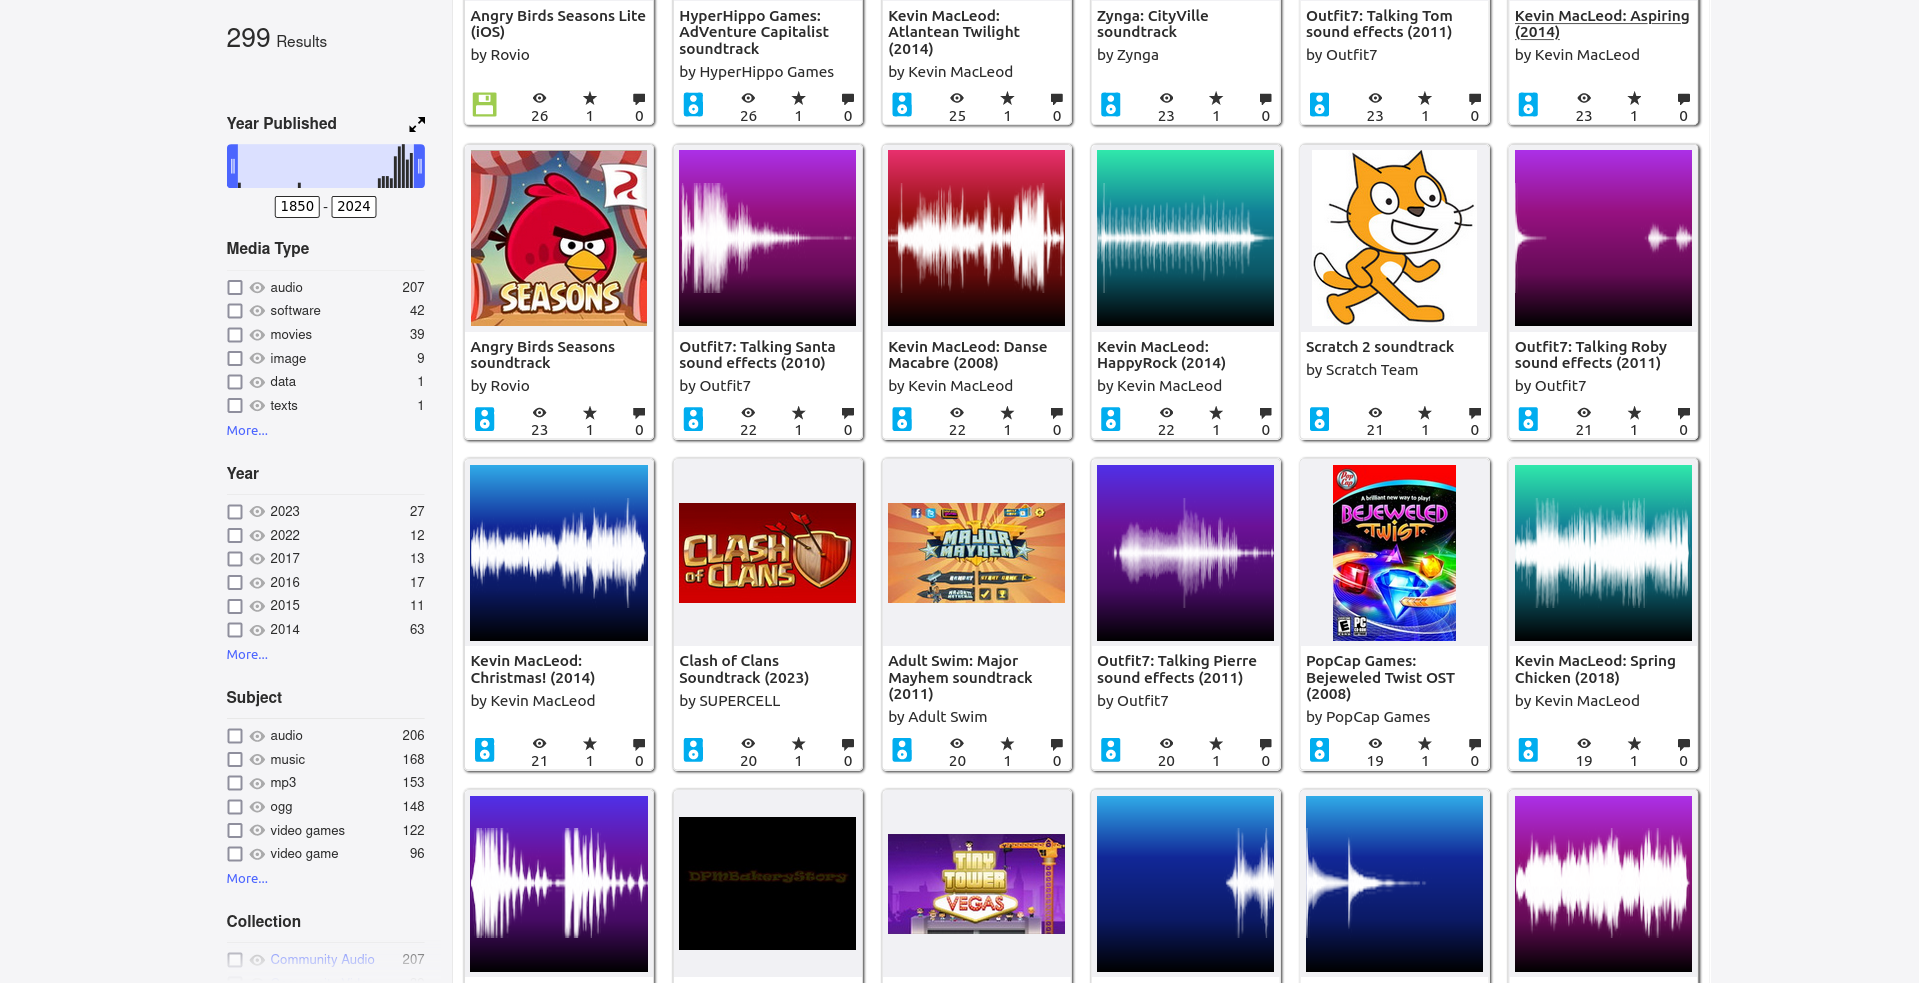 299 Results
Year Published
1850 - 2024
Media Type
audio 207
software 42
movies 39
image 9
data 1
texts 1
More...
Year
2023 27
2022 12
2017 13
2016 17
2015 11
2014 63
More...
Subject
audio 206
music 168
mp3 153
ogg 148
video games 122
video game 96
More...
Collection
Community Audio 207
Angry Birds Seasons Lite
(iOS)
by Rovio
26 1 0
HyperHippo Games:
AdVenture Capitalist
soundtrack
by HyperHippo Games
26 1 0
Kevin MacLeod:
Atlantean Twilight
(2014)
by Kevin MacLeod
25 1 0
Zynga: CityVille
soundtrack
by Zynga
23 1 0
Outfit7: Talking Tom
sound effects (2011)
by Outfit7
23 1 0
Kevin MacLeod: Aspiring
(2014)
by Kevin MacLeod
23 1 0
SEASONS
Angry Birds Seasons
soundtrack
by Rovio
23 1 0
Outfit7: Talking Santa
sound effects (2010)
by Outfit7
22 1 0
Kevin MacLeod: Danse
Macabre (2008)
by Kevin MacLeod
22 1 0
Kevin MacLeod:
HappyRock (2014)
by Kevin MacLeod
22 1 0
Scratch 2 soundtrack
by Scratch Team
21 1 0
Outfit7: Talking Roby
sound effects (2011)
by Outfit7
21 1 0
Kevin MacLeod:
Christmas! (2014)
by Kevin MacLeod
21 1 0
CLASH
OF CLANS
Clash of Clans
Soundtrack (2023)
by SUPERCELL
20 1 0
MAJOR
MAYHEM
Adult Swim: Major
Mayhem soundtrack
(2011)
by Adult Swim
20 1 0
Outfit7: Talking Pierre
sound effects (2011)
by Outfit7
20 1 0
PopCap
A brilliant new way to play!
BEJEWELED
TWIST
PC
PopCap Games:
Bejeweled Twist OST
(2008)
by PopCap Games
19 1 0
Kevin MacLeod: Spring
Chicken (2018)
by Kevin MacLeod
19 1 0
DPMBakeryStory
TINY
TOWER
VEGAS